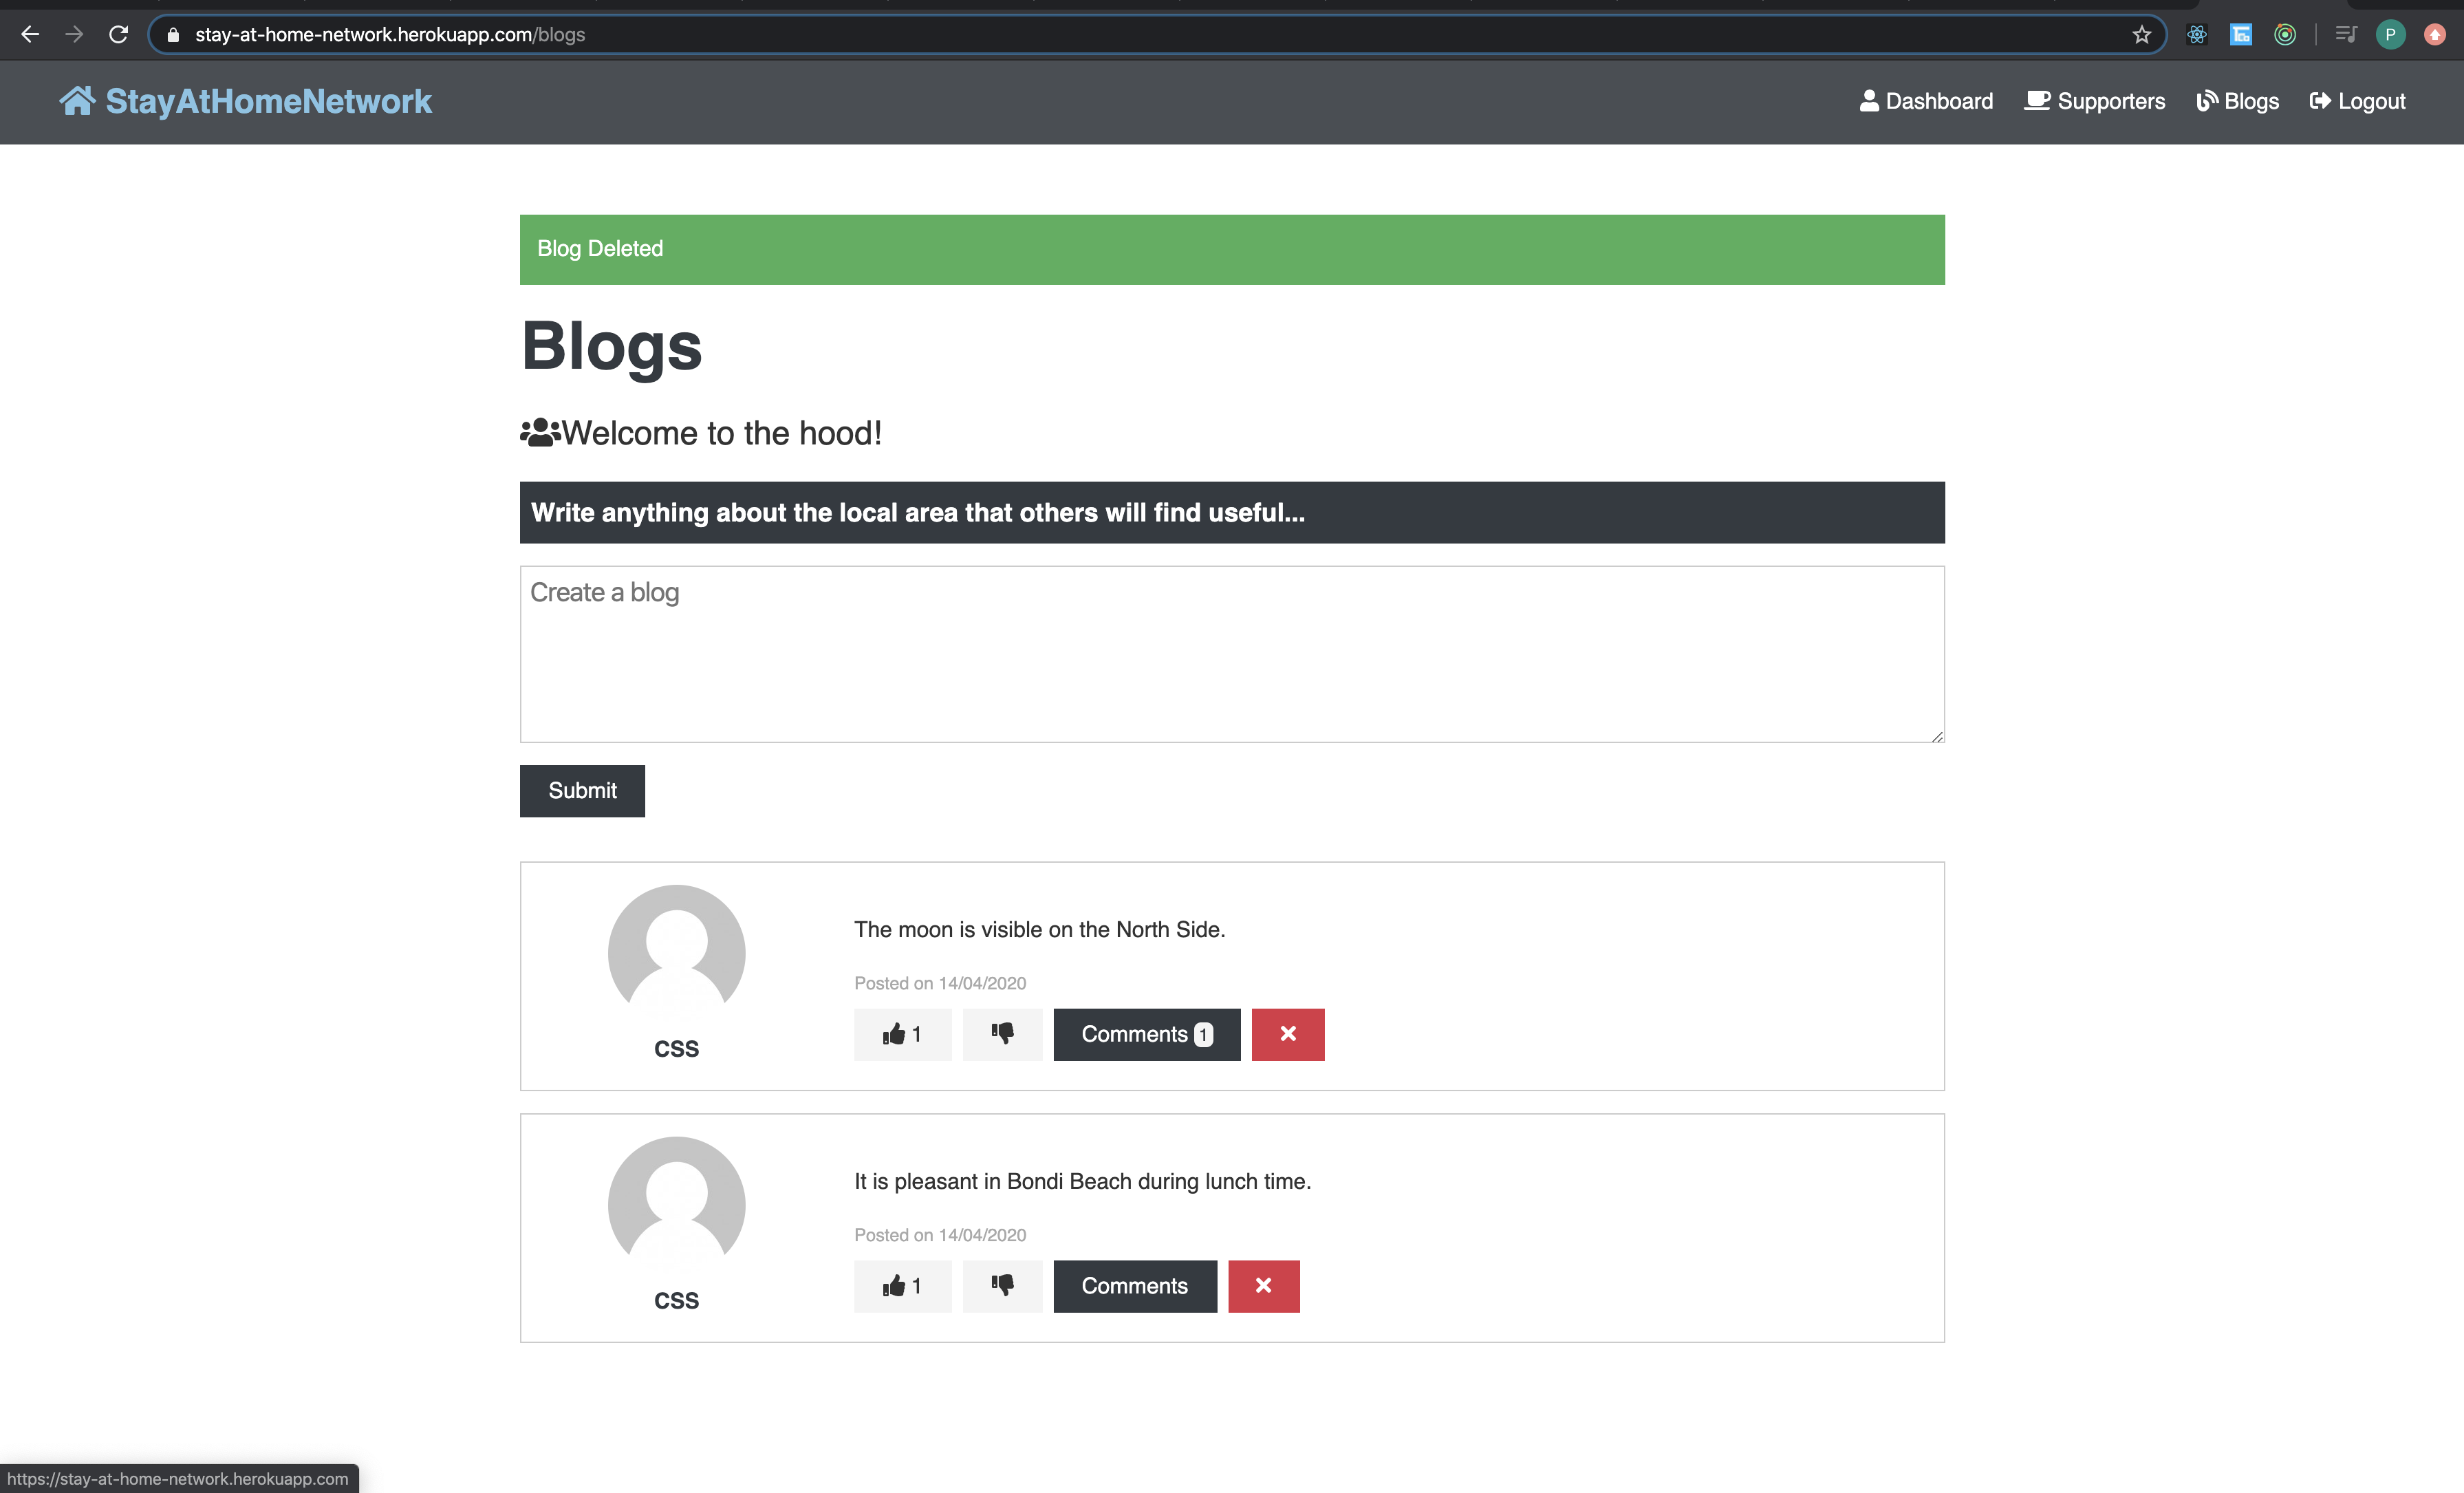 stay-at-home-network.herokuapp.com/blogs
P
StayAtHomeNetwork
Dashboard Supporters Blogs Logout
Blog Deleted
Blogs
Welcome to the hood!
Write anything about the local area that others will find useful...
Create a blog
Submit
The moon is visible on the North Side.
Posted on 14/04/2020
1 Comments 1
CSS
It is pleasant in Bondi Beach during lunch time.
Posted on 14/04/2020
1 Comments
CSS
https://stay-at-home-network.herokuapp.com